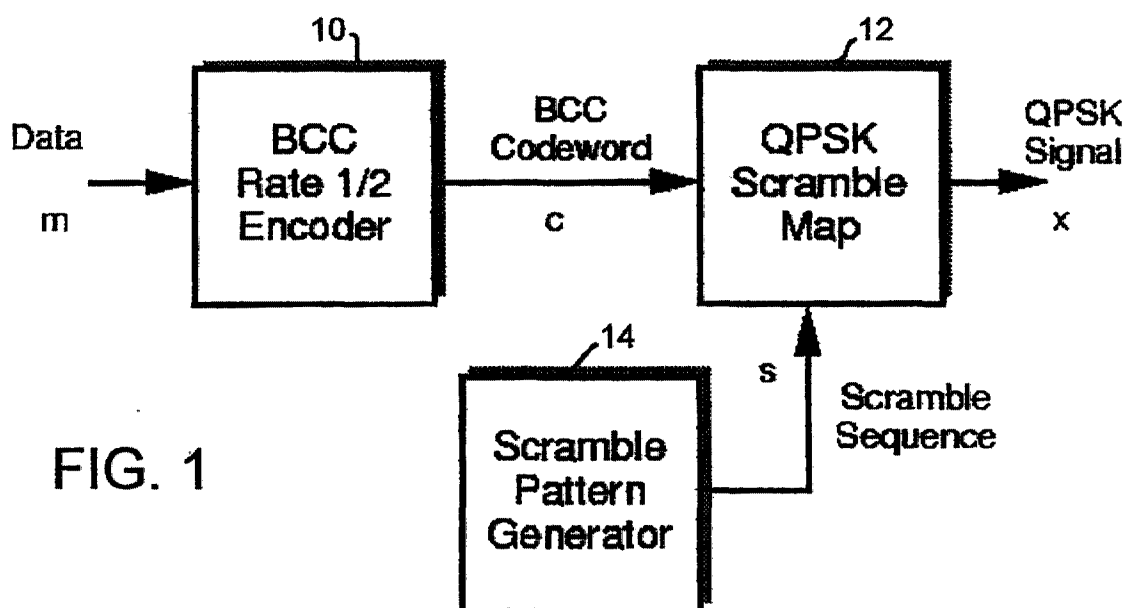 10
12
Data
m
BCC
Rate 1/2
Encoder
BCC
Codeword
c
QPSK
Scramble
Map
QPSK
Signal
x
14
s
Scramble
Sequence
Scramble
Pattern
Generator
FIG. 1